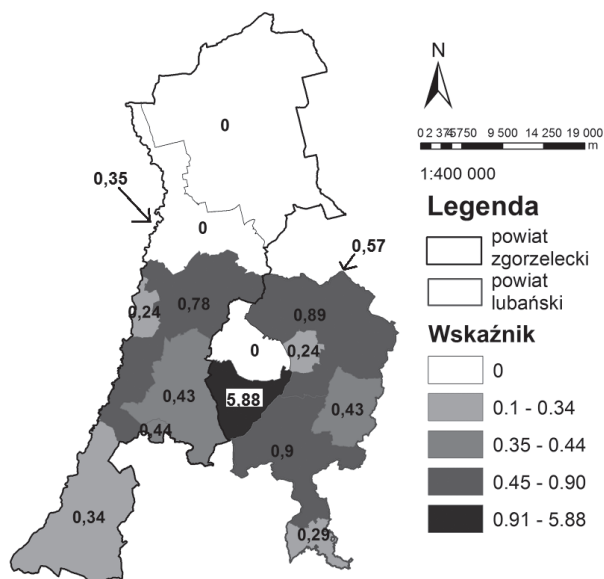 N
0 2 375 4 750 9 500 14 250 19 000
m
1:400 000
Legenda
powiat
zgorzelecki
powiat
lubański
Wskaźnik
0
0.1 - 0.34
0.35 - 0.44
0.45 - 0.90
0.91 - 5.88
0
0,35
0
0,57
0,78
0,24
0,89
0
0,24
0,43
5.88
0,43
0,44
0,9
0,34
0,29